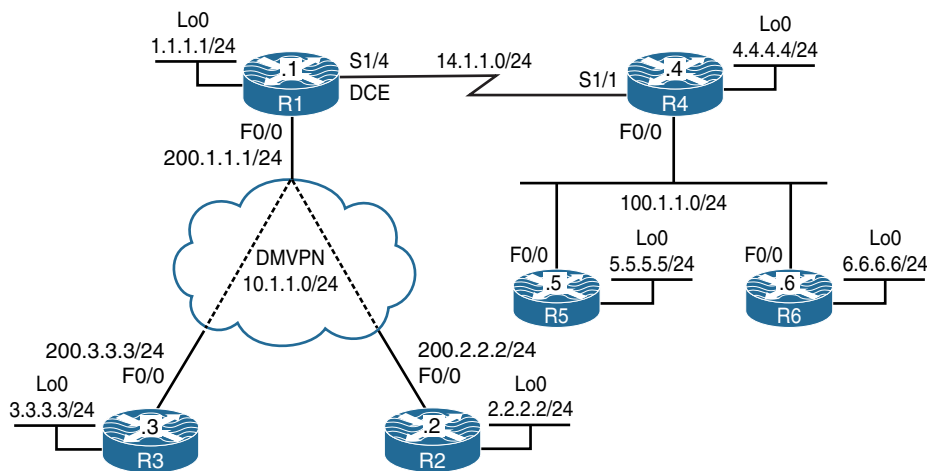 Lo0
1.1.1.1/24
.1
R1
S1/4
DCE
14.1.1.0/24
S1/1
.4
R4
Lo0
4.4.4.4/24
F0/0
200.1.1.1/24
F0/0
100.1.1.0/24
DMVPN
10.1.1.0/24
F0/0
.5
R5
Lo0
5.5.5.5/24
F0/0
.6
R6
Lo0
6.6.6.6/24
200.3.3.3/24
F0/0
200.2.2.2/24
F0/0
Lo0
3.3.3.3/24
.3
R3
.2
R2
Lo0
2.2.2.2/24